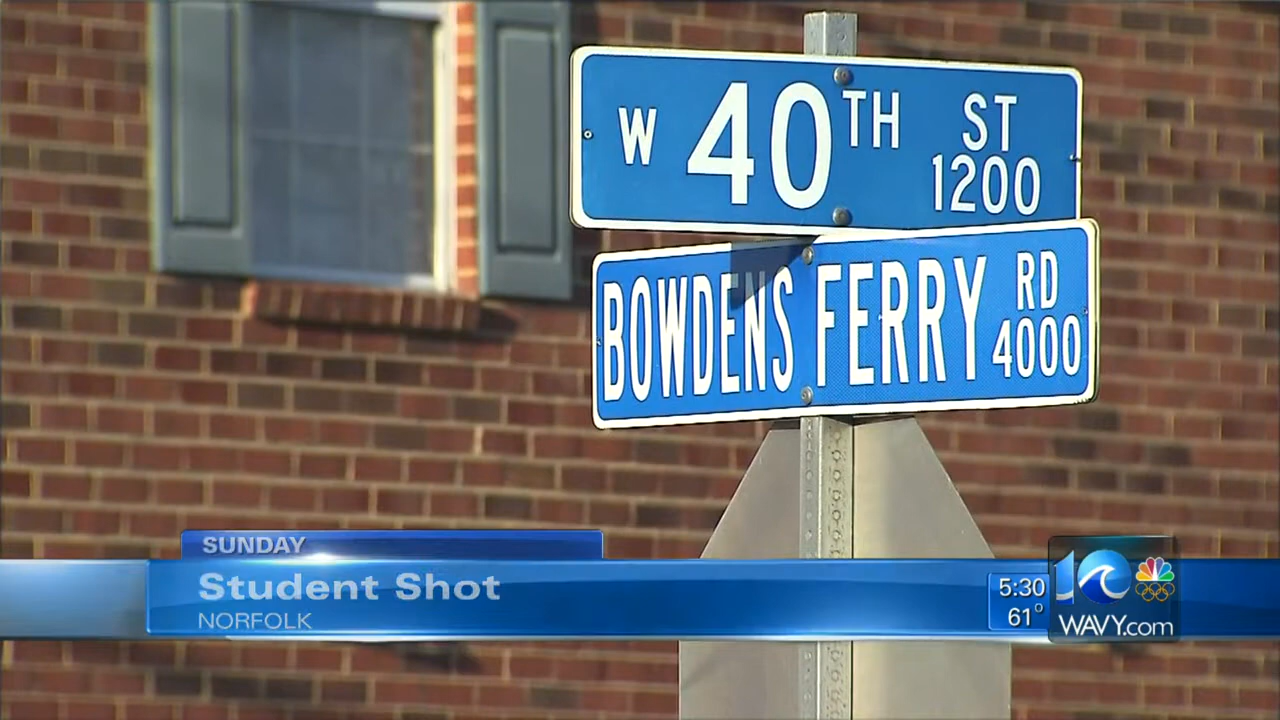 W 40TH ST
1200
BOWDENS FERRY RD
4000
SUNDAY
Student Shot
NORFOLK
5:30
61°
10
WAVY.com